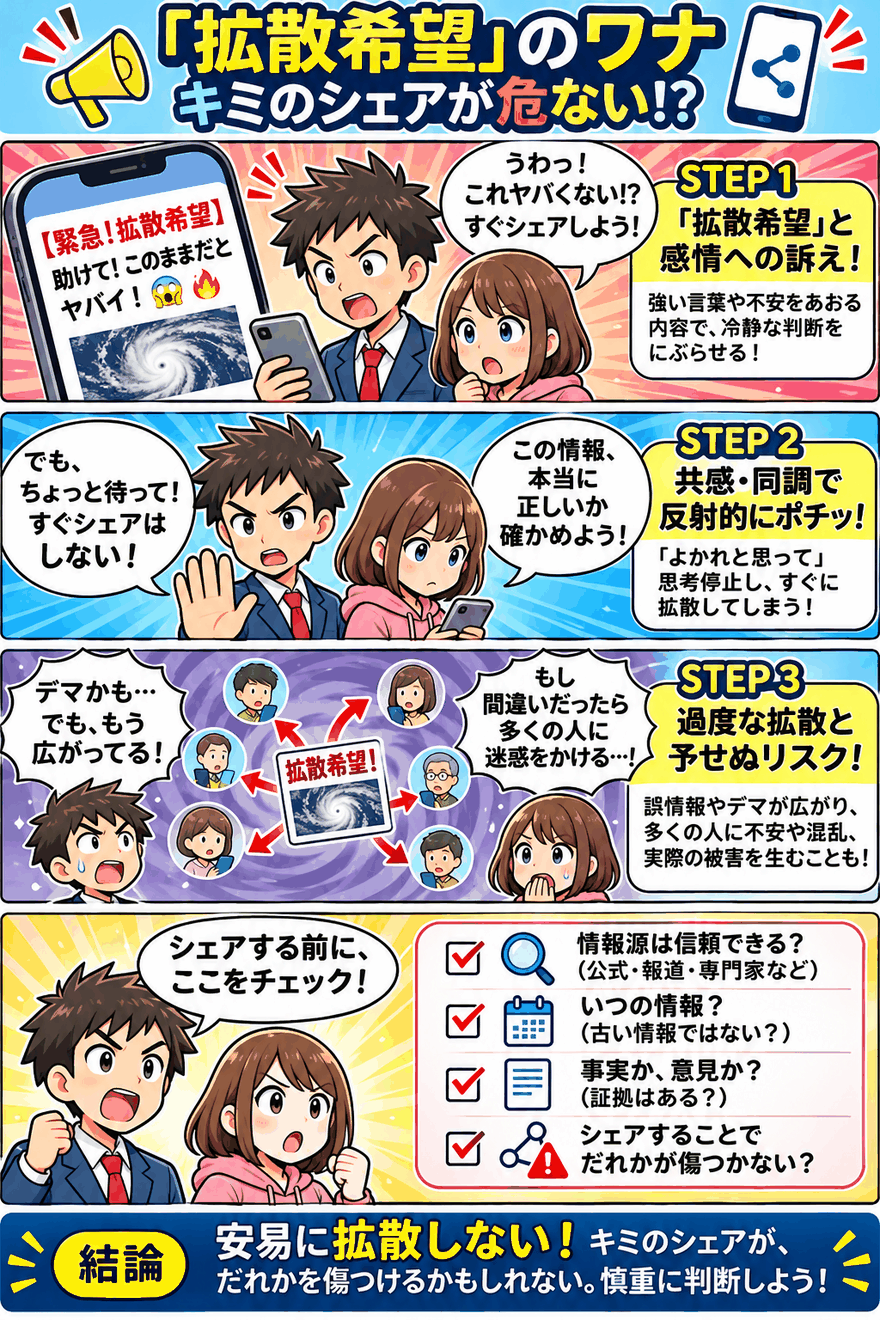 「拡散希望」のワナ
キミのシェアが危ない!?
【緊急!拡散希望】
助けて!このままだと
ヤバイ!😱🔥
うわっ!
これヤバくない!?
すぐシェアしよう!
STEP 1
「拡散希望」と
感情への訴え!
強い言葉や不安をあおる
内容で、冷静な判断を
にぶらせる!
でも、
ちょっと待って!
すぐシェアは
しない!
この情報、
本当に
正しいか
確かめよう!
STEP 2
共感・同調で
反射的にポチッ!
「よかれと思って」
思考停止し、すぐに
拡散してしまう!
デマかも…
でも、もう
広がってる!
拡散希望!
もし
間違いだったら
多くの人に
迷惑をかける…!
STEP 3
過度な拡散と
予せぬリスク!
誤情報やデマが広がり、
多くの人に不安や混乱、
実際の被害を生むことも!
シェアする前に、
ここをチェック!
情報源は信頼できる?
(公式・報道・専門家など)
いつの情報?
(古い情報ではない?)
事実か、意見か?
(証拠はある?)
シェアすることで
だれかが傷つかない?
結論
安易に拡散しない!キミのシェアが、
だれかを傷つけるかもしれない。慎重に判断しよう!